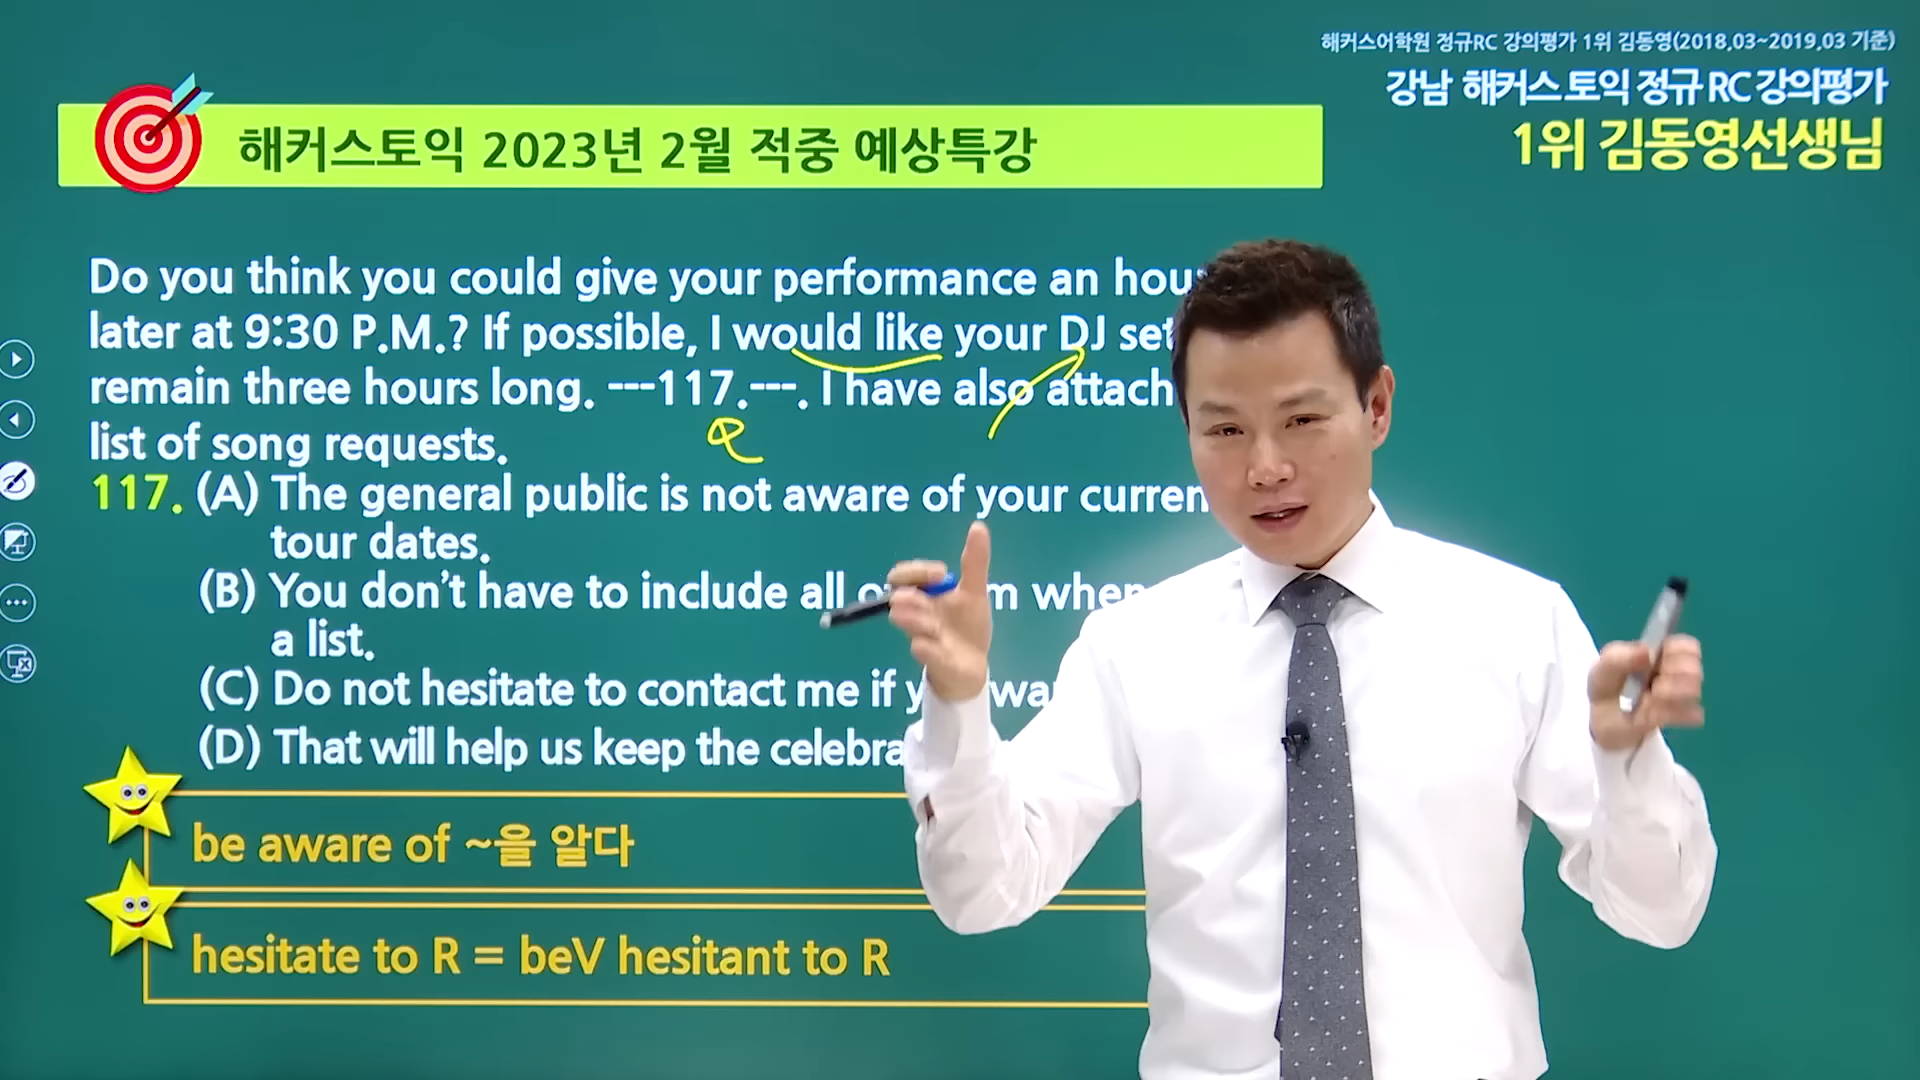 해커스어학원 정규RC 강의평가 1위 김동영(2018.03~2019.03 기준)
강남 해커스 토익 정규 RC 강의평가
1위 김동영선생님
해커스토익 2023년 2월 적중 예상특강
Do you think you could give your performance an hour
later at 9:30 P.M.? If possible, I would like your DJ set
remain three hours long. ---117.---. I have also attach
list of song requests.
117. (A) The general public is not aware of your curren
tour dates.
(B) You don't have to include all when
a list.
(C) Do not hesitate to contact me if
(D) That will help us keep the celebra
be aware of ~을 알다
hesitate to R = beV hesitant to R